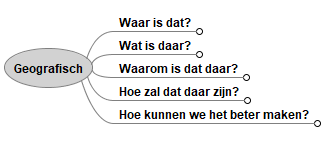 Waar is dat?
Wat is daar?
Geografisch
Waarom is dat daar?
Hoe zal dat daar zijn?
Hoe kunnen we het beter maken?